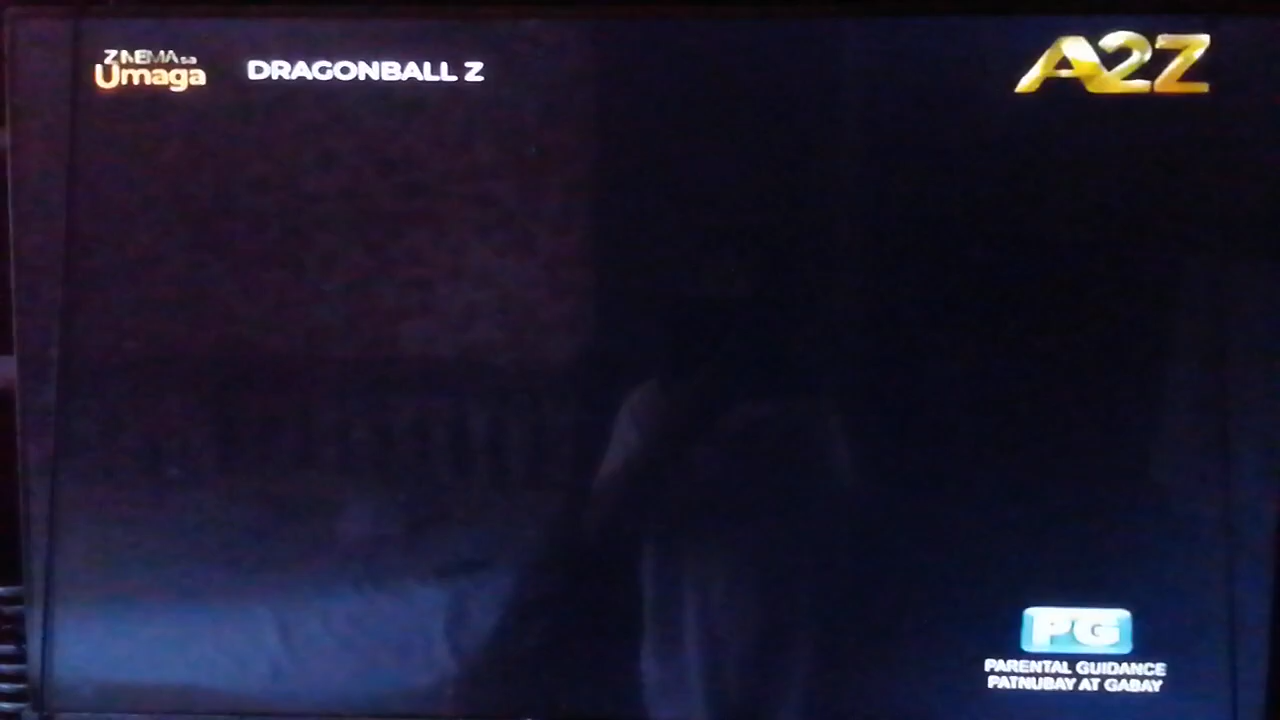 ZINEMA sa
Umaga
DRAGONBALL Z
A2Z
PG
PARENTAL GUIDANCE
PATNUBAY AT GABAY